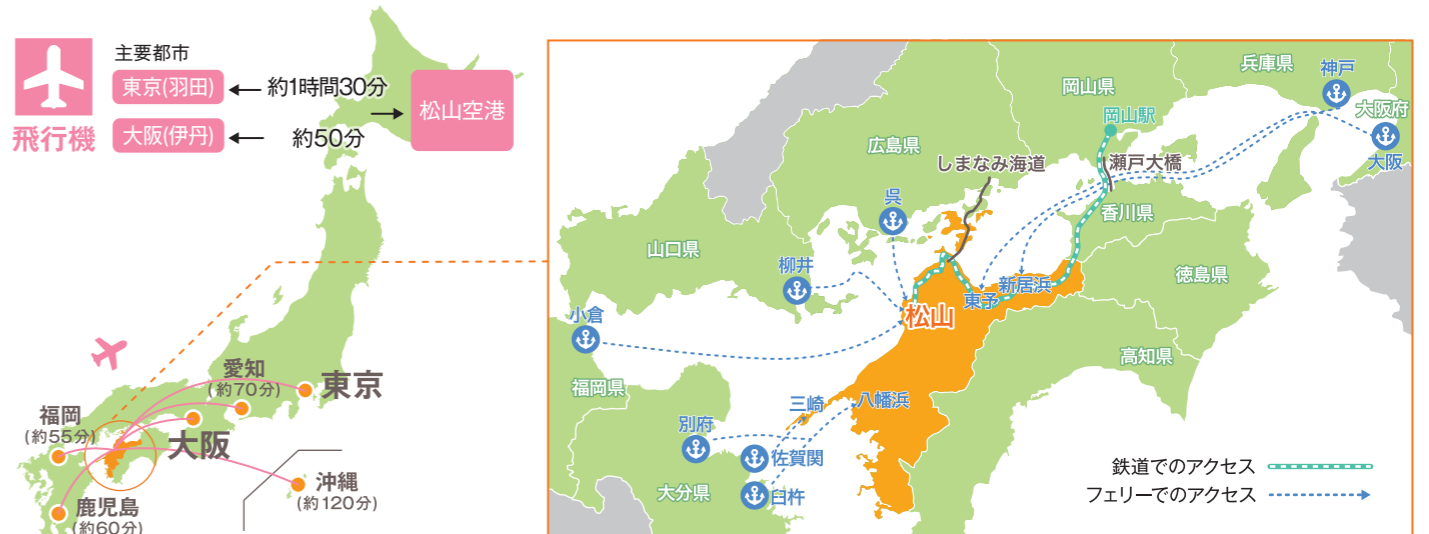 飛行機
主要都市
東京(羽田)
約1時間30分
大阪(伊丹)
約50分
松山空港
愛知
(約70分)
東京
福岡
(約55分)
大阪
鹿児島
(約60分)
沖縄
(約120分)
兵庫県
神戸
岡山県
岡山駅
大阪府
大阪
広島県
しまなみ海道
瀬戸大橋
呉
香川県
山口県
柳井
徳島県
新居浜
東予
小倉
松山
高知県
福岡県
三崎
八幡浜
別府
佐賀関
大分県
臼杵
鉄道でのアクセス
フェリーでのアクセス